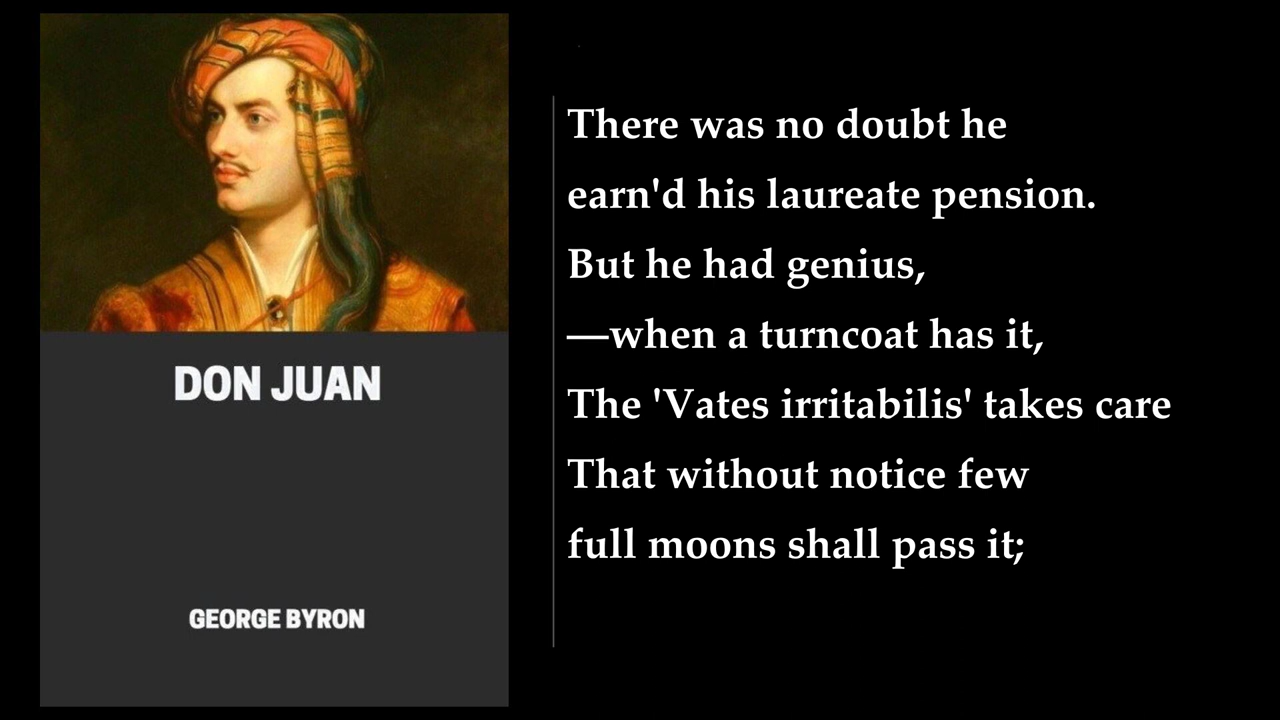 DON JUAN
GEORGE BYRON
There was no doubt he
earn'd his laureate pension.
But he had genius,
—when a turncoat has it,
The 'Vates irritabilis' takes care
That without notice few
full moons shall pass it;